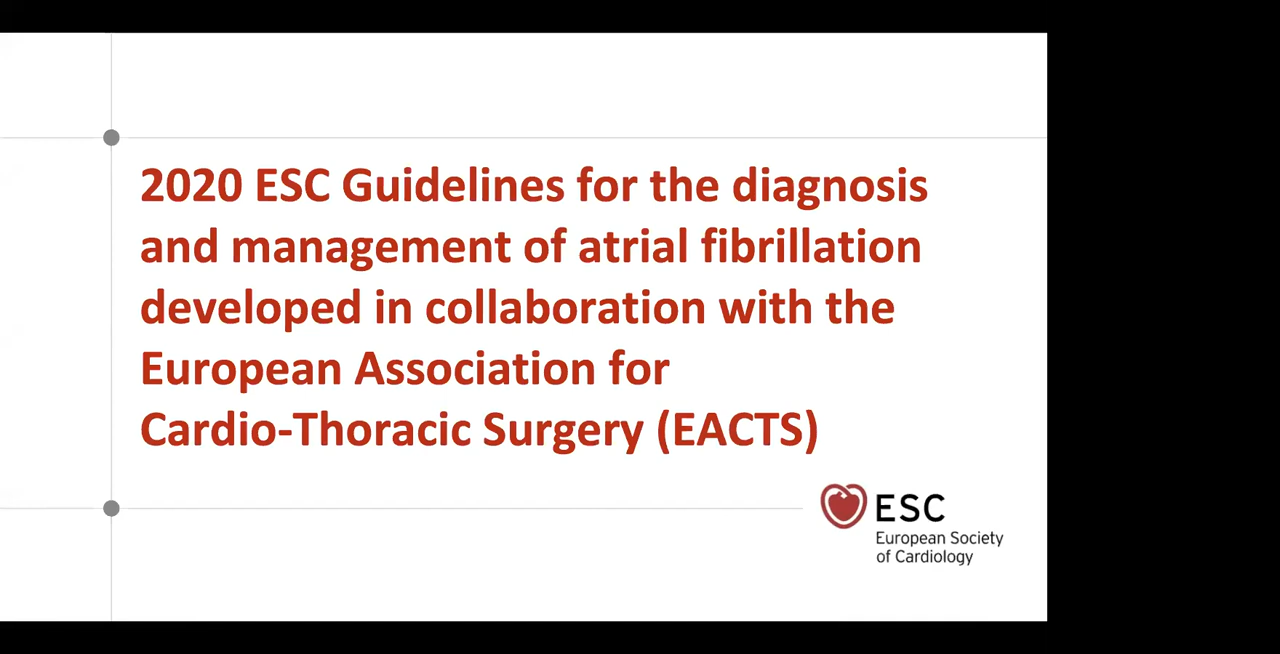 2020 ESC Guidelines for the diagnosis
and management of atrial fibrillation
developed in collaboration with the
European Association for
Cardio-Thoracic Surgery (EACTS)
ESC
European Society
of Cardiology